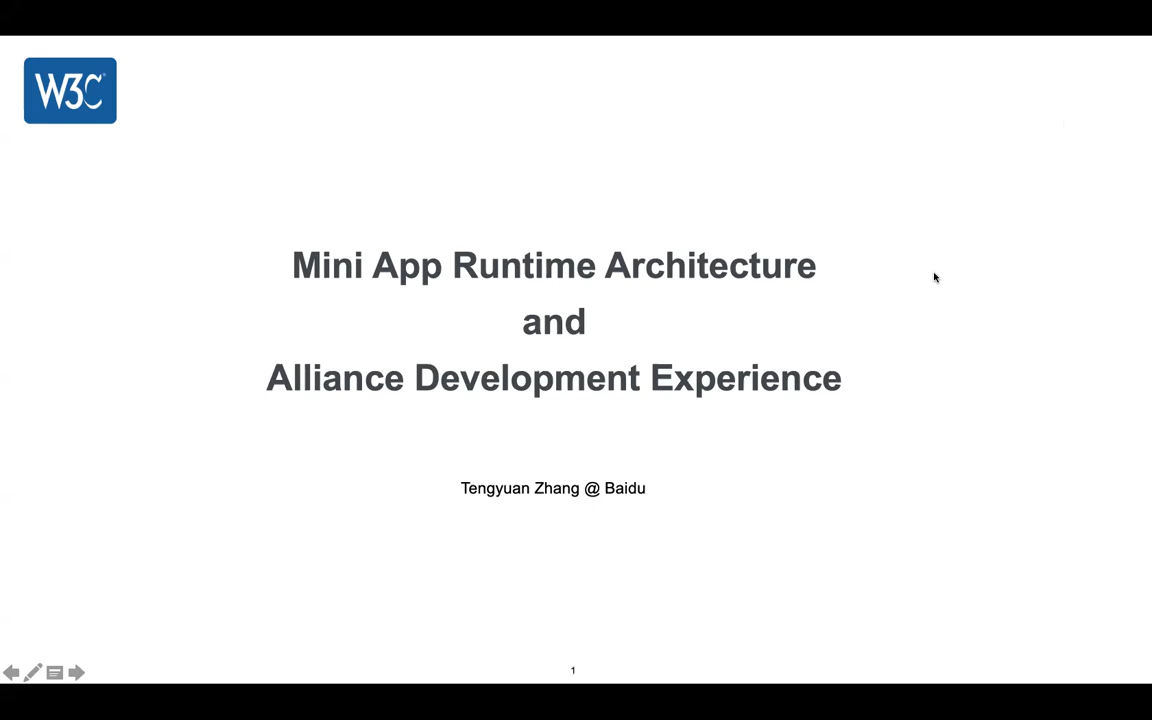 W3C
Mini App Runtime Architecture
and
Alliance Development Experience
Tengyuan Zhang @ Baidu
1